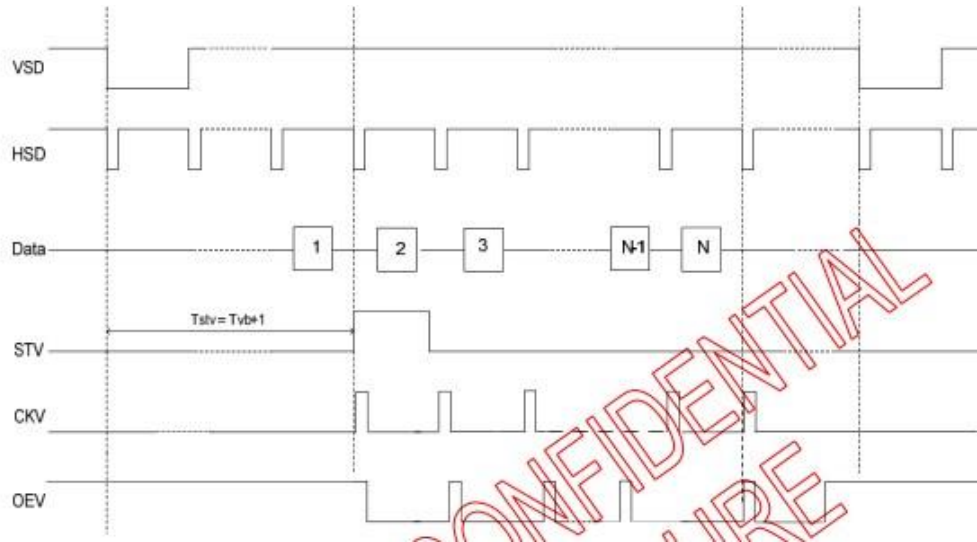 VSD
HSD
Data 1 2 3 N-1 N
Tstv = Tvb+1
STV
CKV
OEV
CONFIDENTIAL